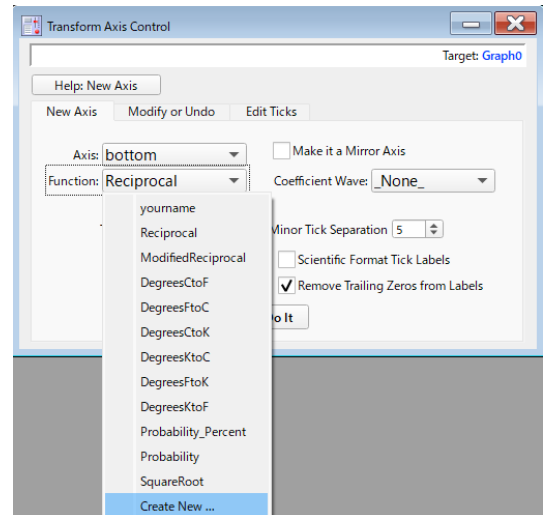 Transform Axis Control
Target: Graph0
Help: New Axis
New Axis Modify or Undo Edit Ticks
Axis: bottom Make it a Mirror Axis
Function: Reciprocal Coefficient Wave: _None_
yourname
Reciprocal Minor Tick Separation 5
ModifiedReciprocal Scientific Format Tick Labels
DegreesCtoF Remove Trailing Zeros from Labels
DegreesFtoC
DegreesCtoK
DegreesKtoC
DegreesFtoK
DegreesKtoF
Probability_Percent
Probability
SquareRoot
Create New ...